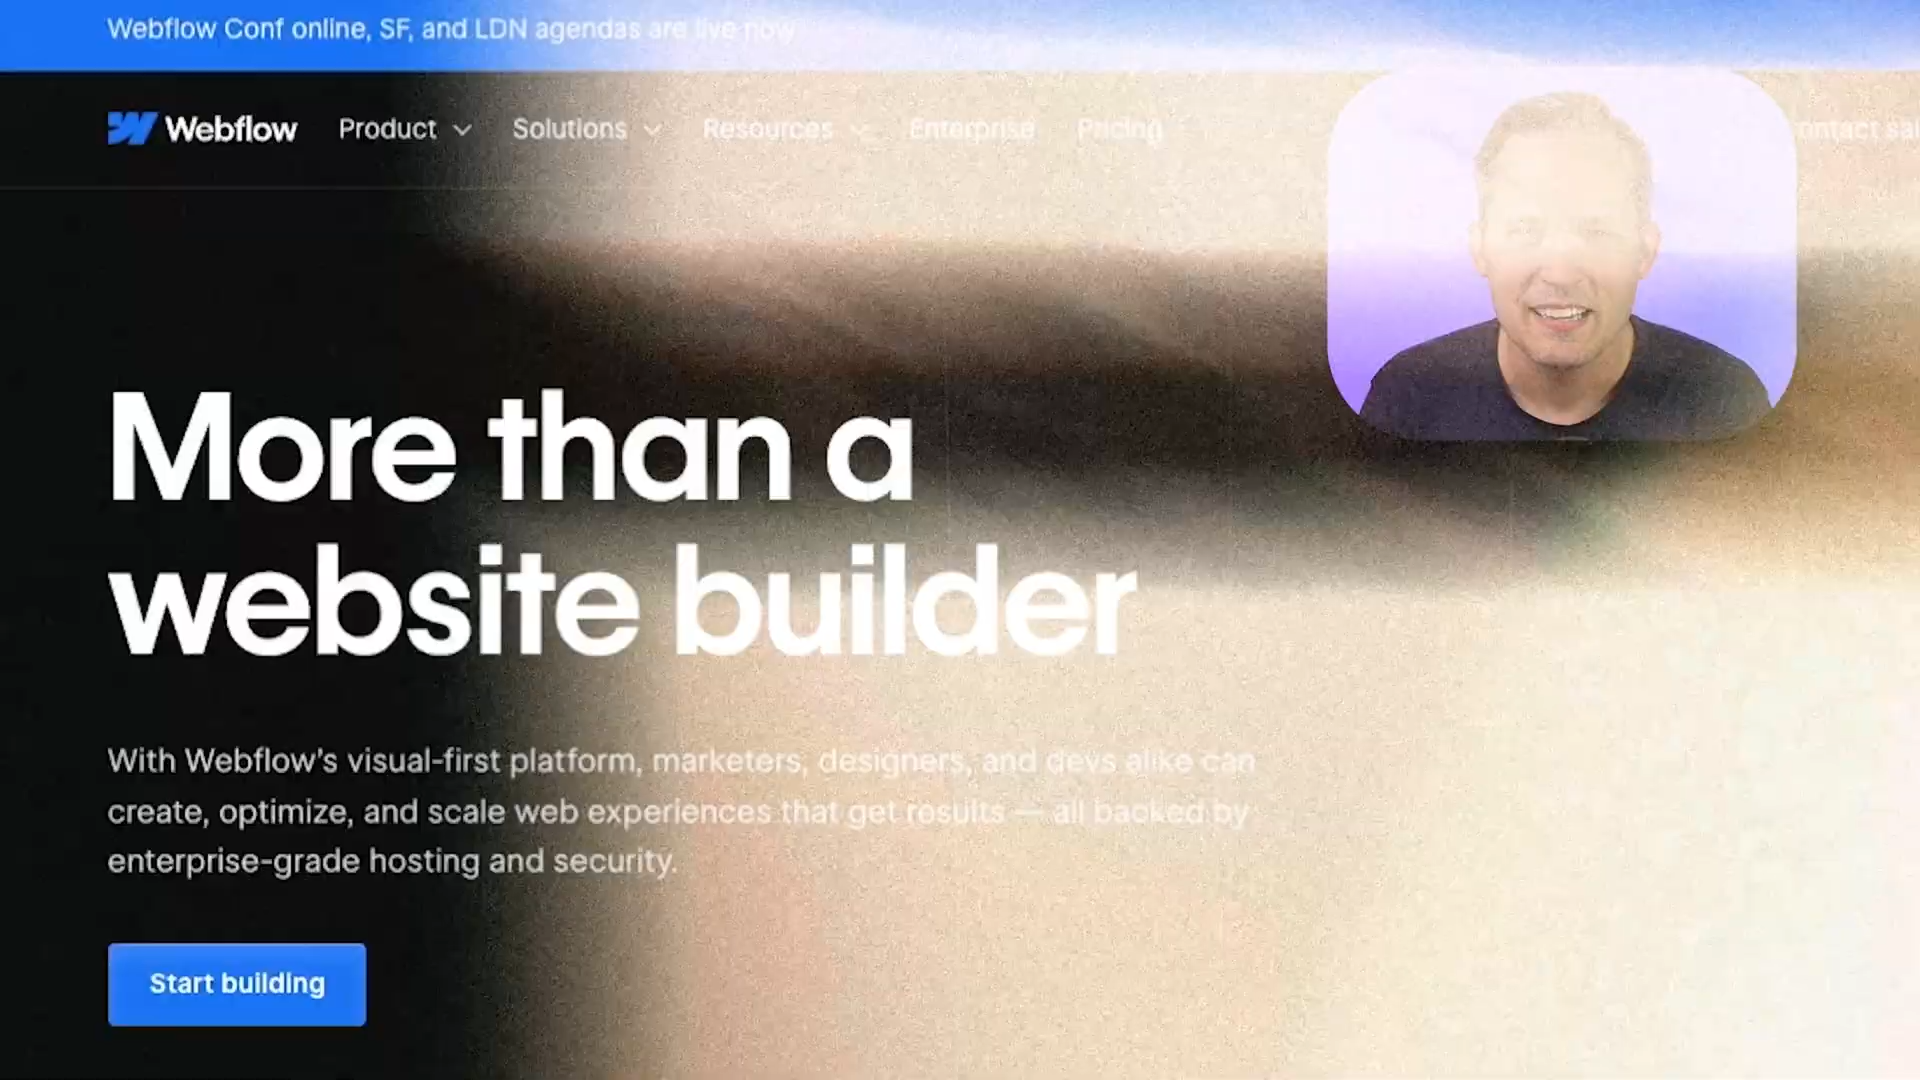 Webflow Conf online, SF, and LDN agendas are live now
Webflow
Product
Solutions
Resources
Enterprise
Pricing
More than a
website builder
With Webflow’s visual-first platform, marketers, designers, and devs alike can
create, optimize, and scale web experiences that get results — all backed by
enterprise-grade hosting and security.
Start building